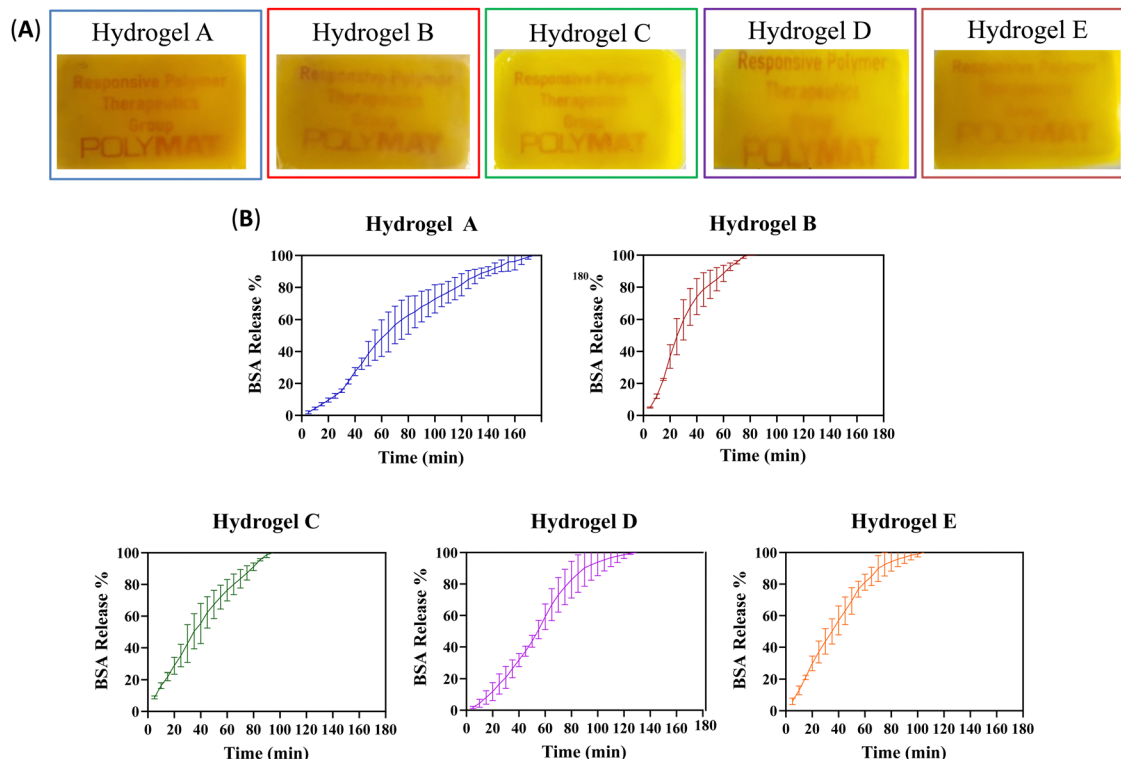 (A)
Hydrogel A
Hydrogel B
Hydrogel C
Hydrogel D
Hydrogel E
Responsive Polymer
Therapeutics
Group
POLYMAT
Responsive Polymer
Therapeutics
Group
POLYMAT
Responsive Polymer
Therapeutics
Group
POLYMAT
Responsive Polymer
Therapeutics
Group
POLYMAT
Responsive Polymer
Therapeutics
Group
POLYMAT
(B)
Hydrogel A
BSA Release %
100
80
60
40
20
0
0 20 40 60 80 100 120 140 160
Time (min)
Hydrogel B
180
BSA Release %
100
80
60
40
20
0
0 20 40 60 80 100 120 140 160 180
Time (min)
Hydrogel C
BSA Release %
100
80
60
40
20
0
0 20 40 60 80 100 120 140 160 180
Time (min)
Hydrogel D
BSA Release %
100
80
60
40
20
0
0 20 40 60 80 100 120 140 160 180
Time (min)
Hydrogel E
BSA Release %
100
80
60
40
20
0
0 20 40 60 80 100 120 140 160 180
Time (min)